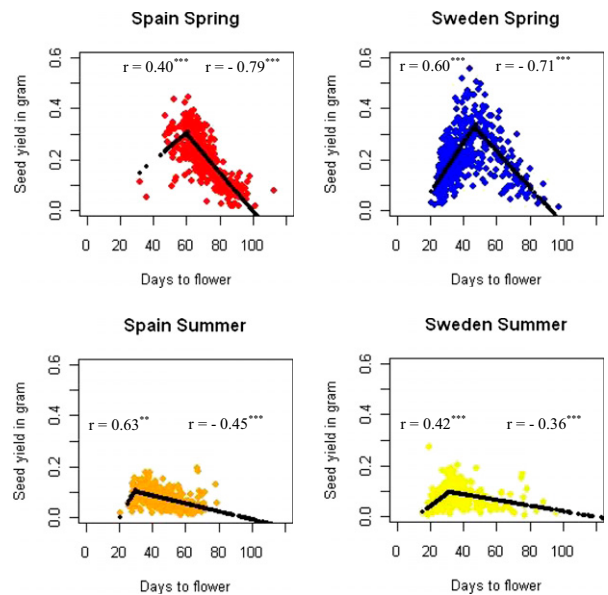 Spain Spring
Sweden Spring
r = 0.40***
r = - 0.79***
r = 0.60***
r = - 0.71***
Seed yield in gram
0.0 0.2 0.4 0.6
0 20 40 60 80 100
Days to flower
Seed yield in gram
0.0 0.2 0.4 0.6
0 20 40 60 80 100
Days to flower
Spain Summer
Sweden Summer
r = 0.63**
r = - 0.45***
r = 0.42***
r = - 0.36***
Seed yield in gram
0.0 0.2 0.4 0.6
0 20 40 60 80 100
Days to flower
Seed yield in gram
0.0 0.2 0.4 0.6
0 20 40 60 80 100
Days to flower